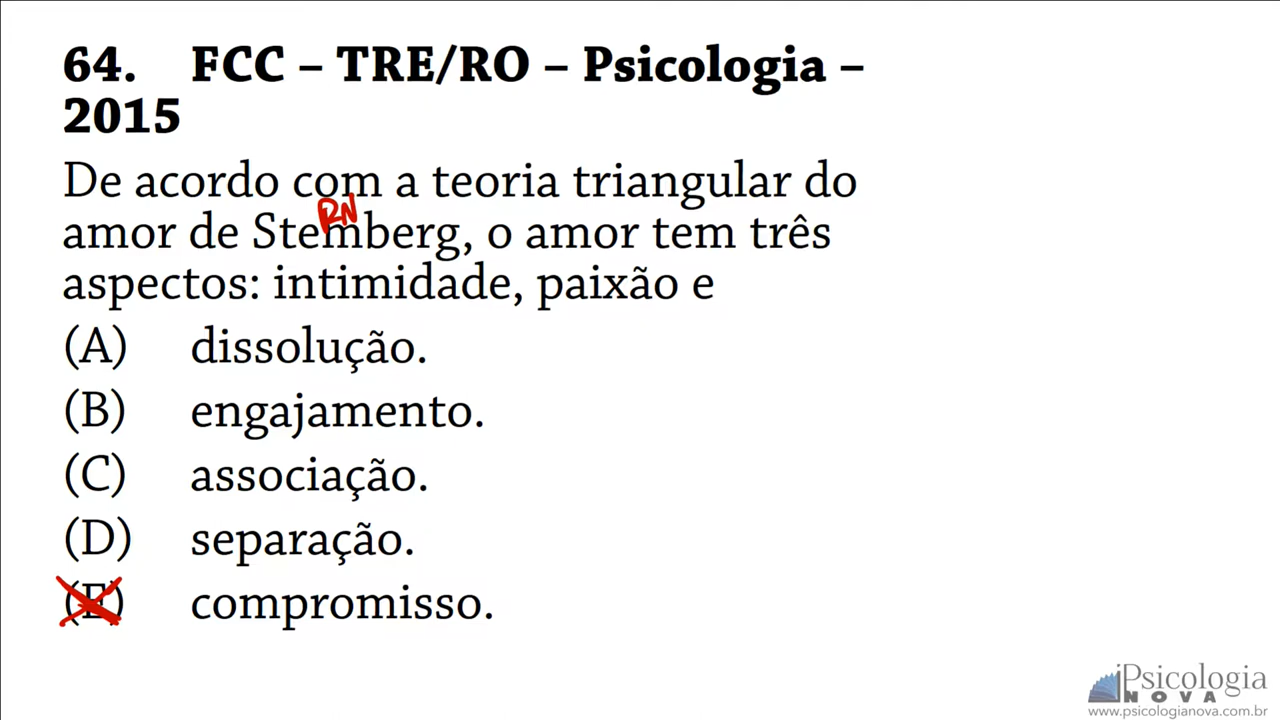 64. FCC – TRE/RO – Psicologia –
2015
De acordo com a teoria triangular do
RN
amor de Stemberg, o amor tem três
aspectos: intimidade, paixão e
(A) dissolução.
(B) engajamento.
(C) associação.
(D) separação.
(E) compromisso.
Psicologia
NOVA
www.psicologianova.com.br